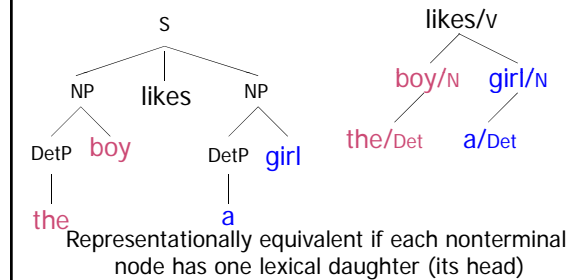 S
likes/V
NP
likes
NP
boy/N
girl/N
DetP
boy
DetP
girl
the/Det
a/Det
the
a
Representationally equivalent if each nonterminal
node has one lexical daughter (its head)